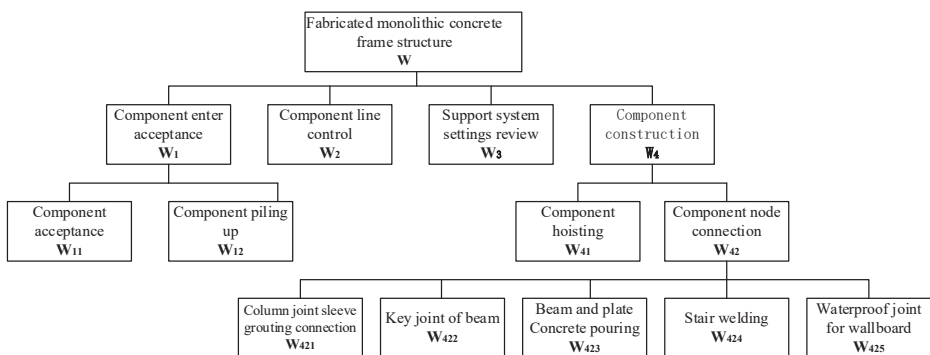 Fabricated monolithic concrete
frame structure
W
Component enter
acceptance
W1
Component line
control
W2
Support system
settings review
W3
Component
construction
W4
Component
acceptance
W11
Component piling
up
W12
Component
hoisting
W41
Component node
connection
W42
Column joint sleeve
grouting connection
W421
Key joint of beam
W422
Beam and plate
Concrete pouring
W423
Stair welding
W424
Waterproof joint
for wallboard
W425